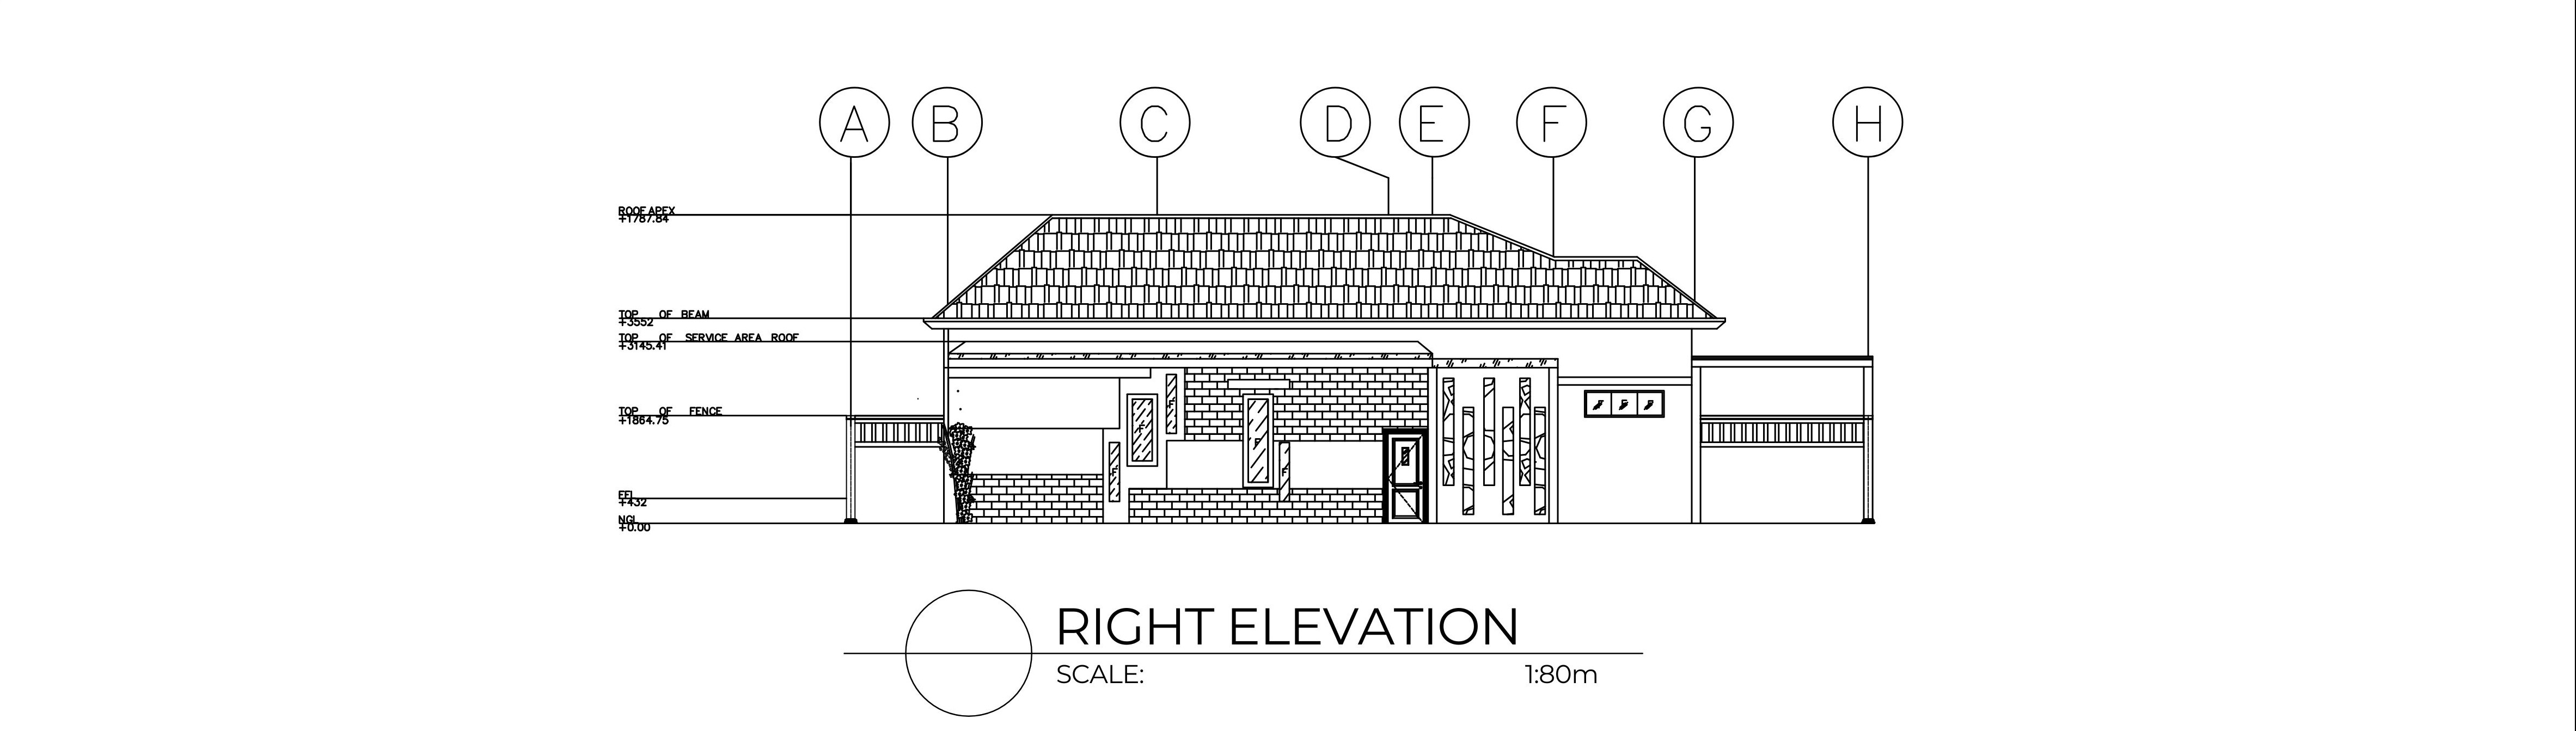 A B C D E F G H
ROOF APEX
+1787.84
TOP OF BEAM
+3552
TOP OF SERVICE AREA ROOF
+3145.41
TOP OF FENCE
+1864.75
FFL
+432
NGL
+0.00
F F F F F F F F
RIGHT ELEVATION
SCALE: 1:80m